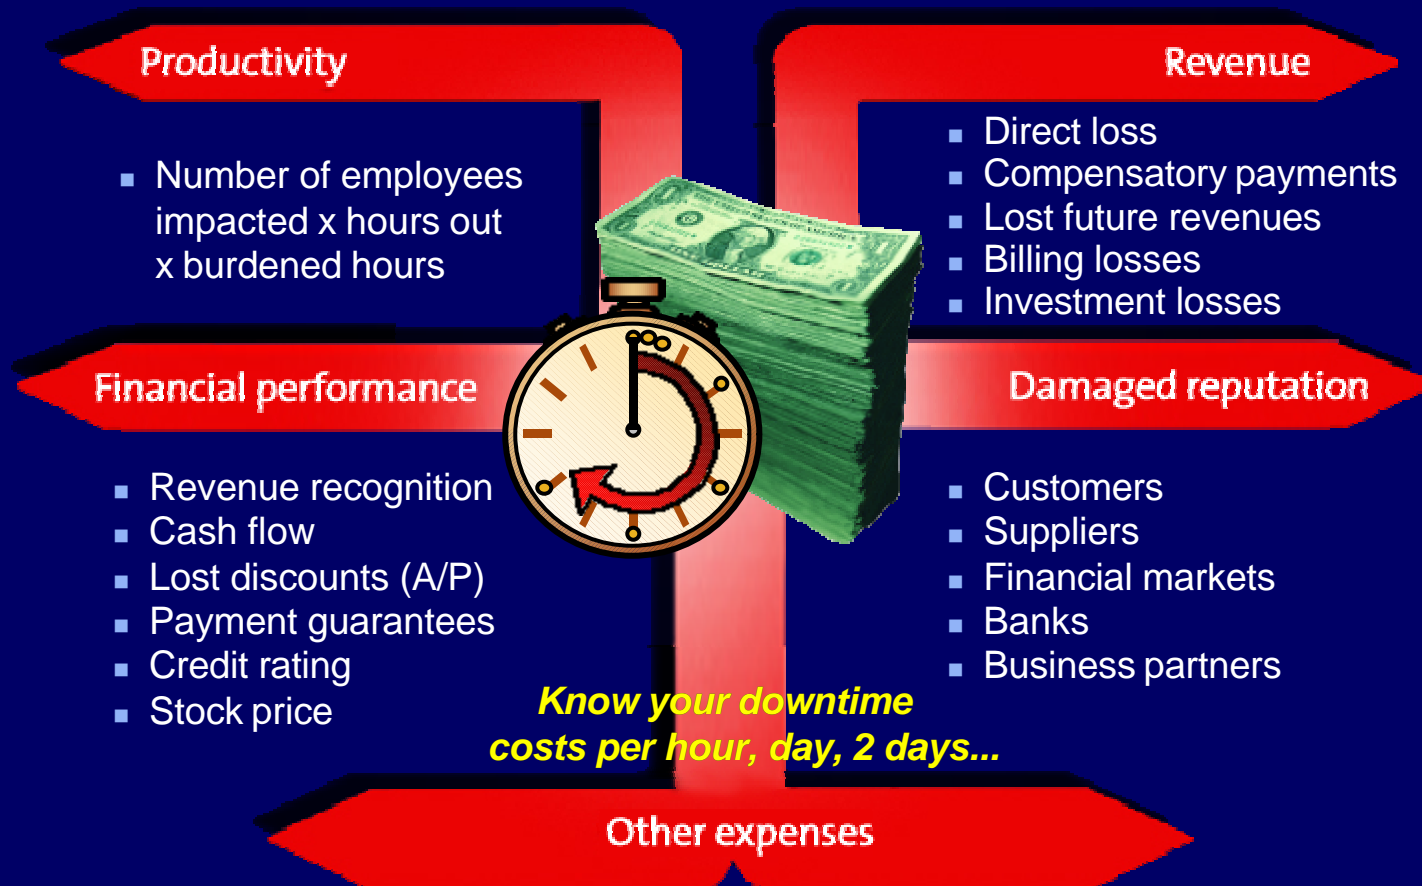 Productivity
Number of employees
impacted x hours out
x burdened hours
Revenue
Direct loss
Compensatory payments
Lost future revenues
Billing losses
Investment losses
Financial performance
Revenue recognition
Cash flow
Lost discounts (A/P)
Payment guarantees
Credit rating
Stock price
Damaged reputation
Customers
Suppliers
Financial markets
Banks
Business partners
Know your downtime
costs per hour, day, 2 days...
Other expenses